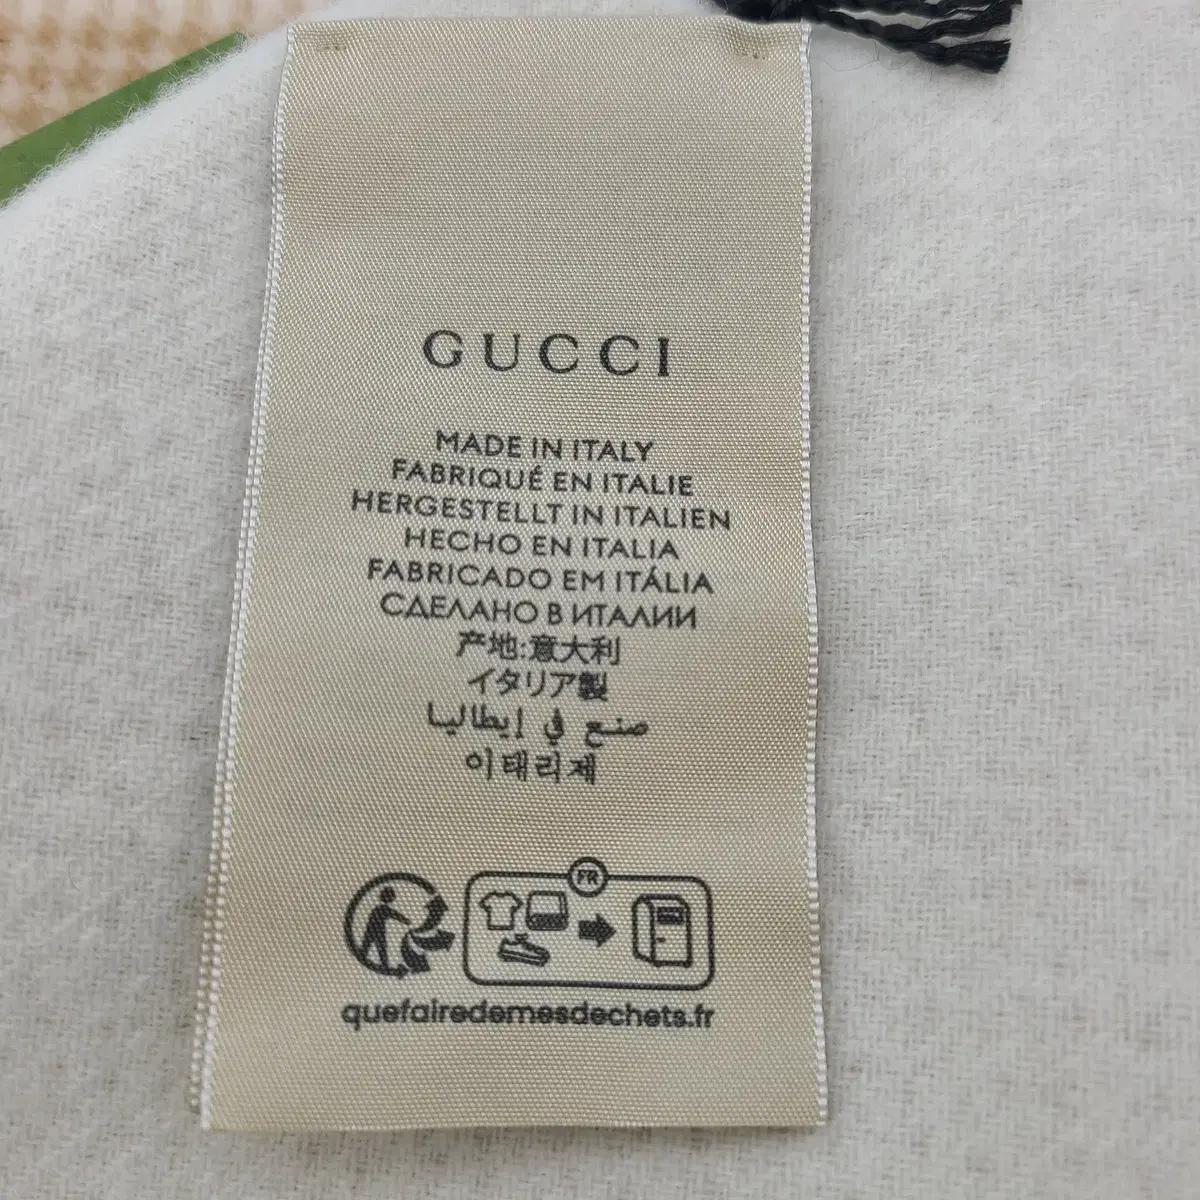 GUCCI
MADE IN ITALY
FABRIQUÉ EN ITALIE
HERGESTELLT IN ITALIEN
HECHO EN ITALIA
FABRICADO EM ITÁLIA
СДЕЛАНО В ИТАЛИИ
产地:意大利
イタリア製
صنع في إيطاليا
이태리제
FR
quefairedemesdechets.fr